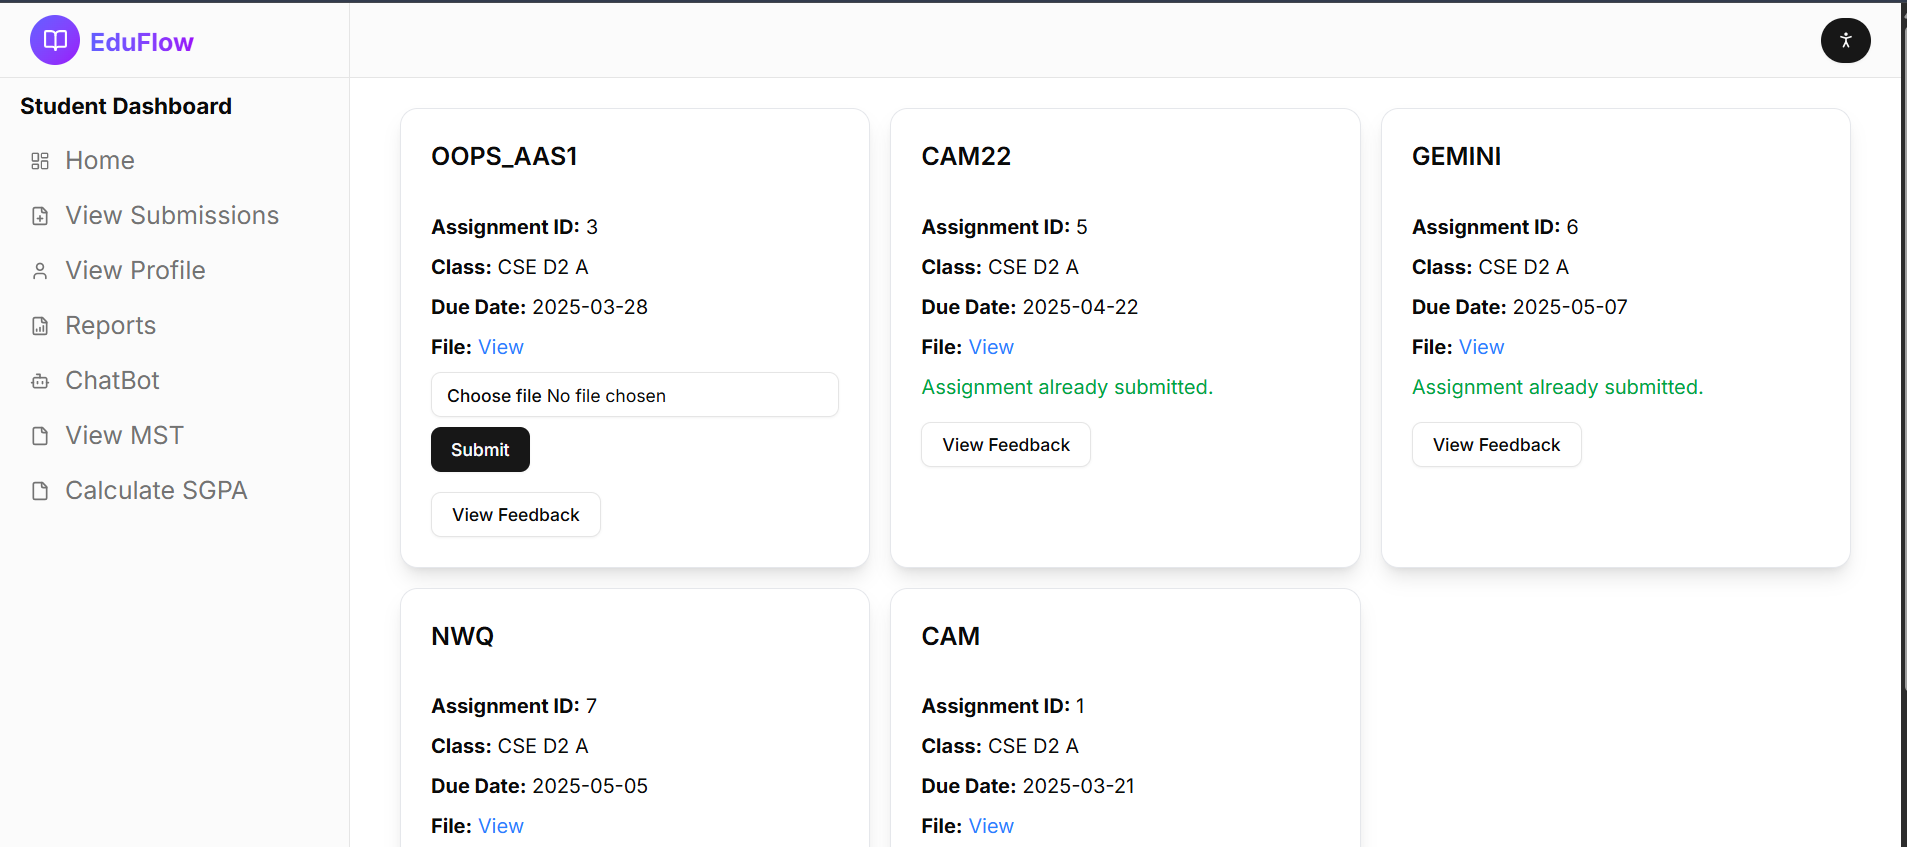 EduFlow
Student Dashboard
Home
View Submissions
View Profile
Reports
ChatBot
View MST
Calculate SGPA
OOPS_AAS1
Assignment ID: 3
Class: CSE D2 A
Due Date: 2025-03-28
File: View
Choose file No file chosen
Submit
View Feedback
CAM22
Assignment ID: 5
Class: CSE D2 A
Due Date: 2025-04-22
File: View
Assignment already submitted.
View Feedback
GEMINI
Assignment ID: 6
Class: CSE D2 A
Due Date: 2025-05-07
File: View
Assignment already submitted.
View Feedback
NWQ
Assignment ID: 7
Class: CSE D2 A
Due Date: 2025-05-05
File: View
CAM
Assignment ID: 1
Class: CSE D2 A
Due Date: 2025-03-21
File: View